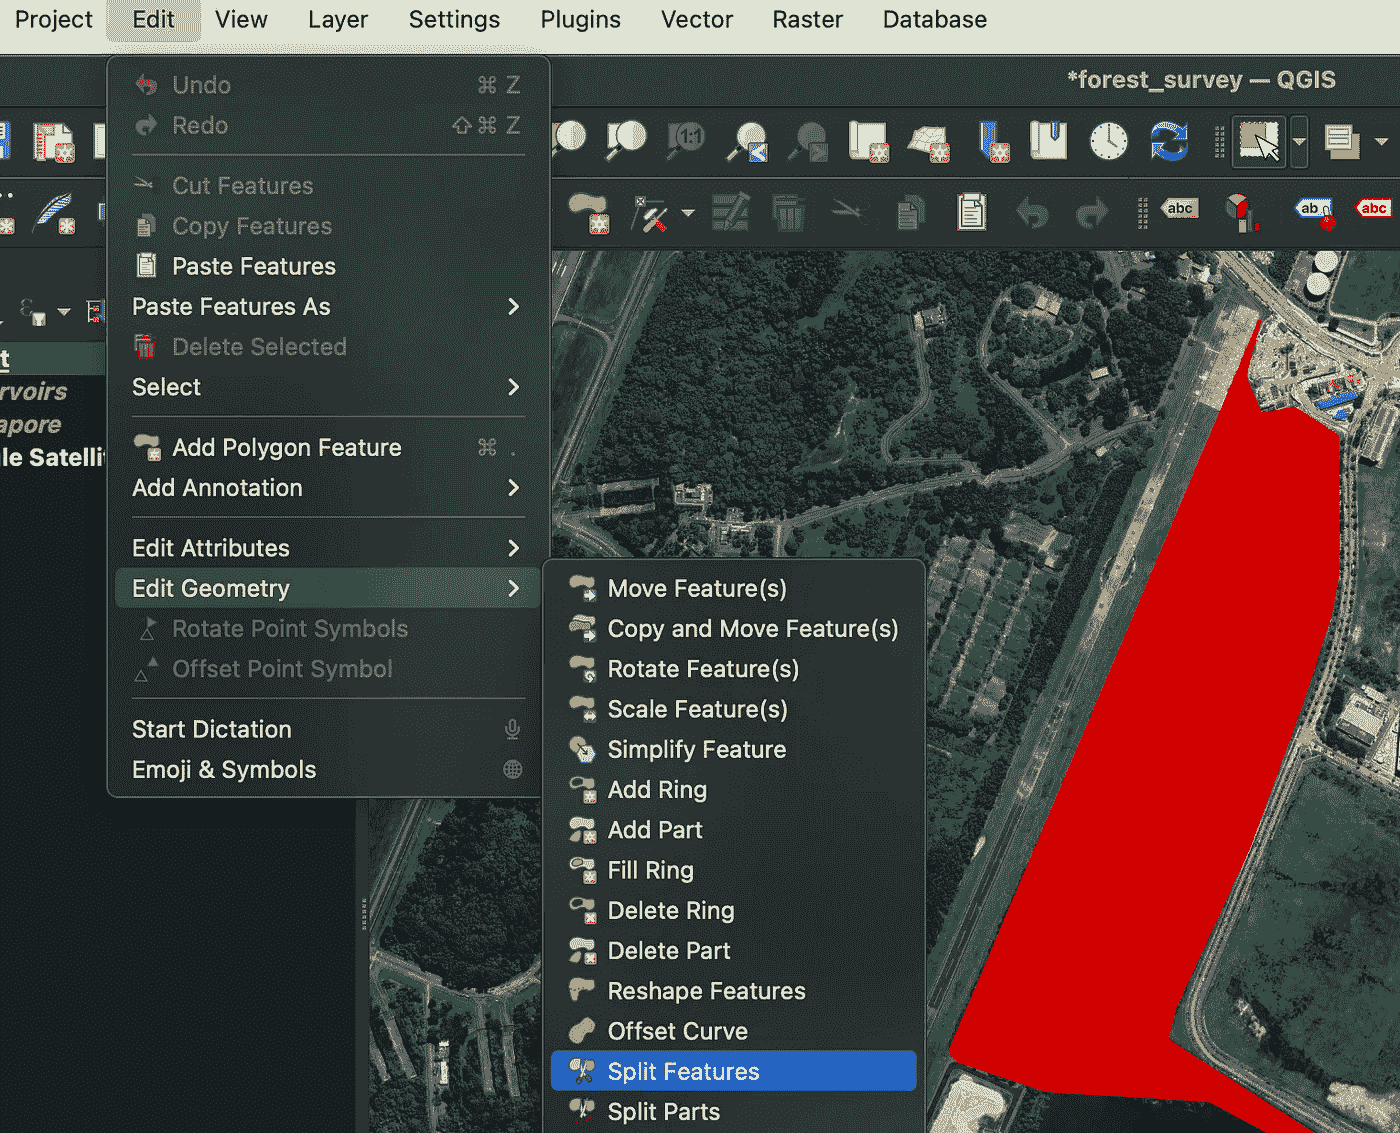 Project Edit View Layer Settings Plugins Vector Raster Database
*forest_survey — QGIS
Undo ⌘ Z
Redo ⇧⌘ Z
1:1
Cut Features
Copy Features
Paste Features
Paste Features As
Delete Selected
Select
Add Polygon Feature ⌘ .
Add Annotation
Edit Attributes
Edit Geometry
Rotate Point Symbols
Offset Point Symbol
Start Dictation
Emoji & Symbols
abc
ab
abc
t
rvoirs
apore
le Satellit
Move Feature(s)
Copy and Move Feature(s)
Rotate Feature(s)
Scale Feature(s)
Simplify Feature
Add Ring
Add Part
Fill Ring
Delete Ring
Delete Part
Reshape Features
Offset Curve
Split Features
Split Parts